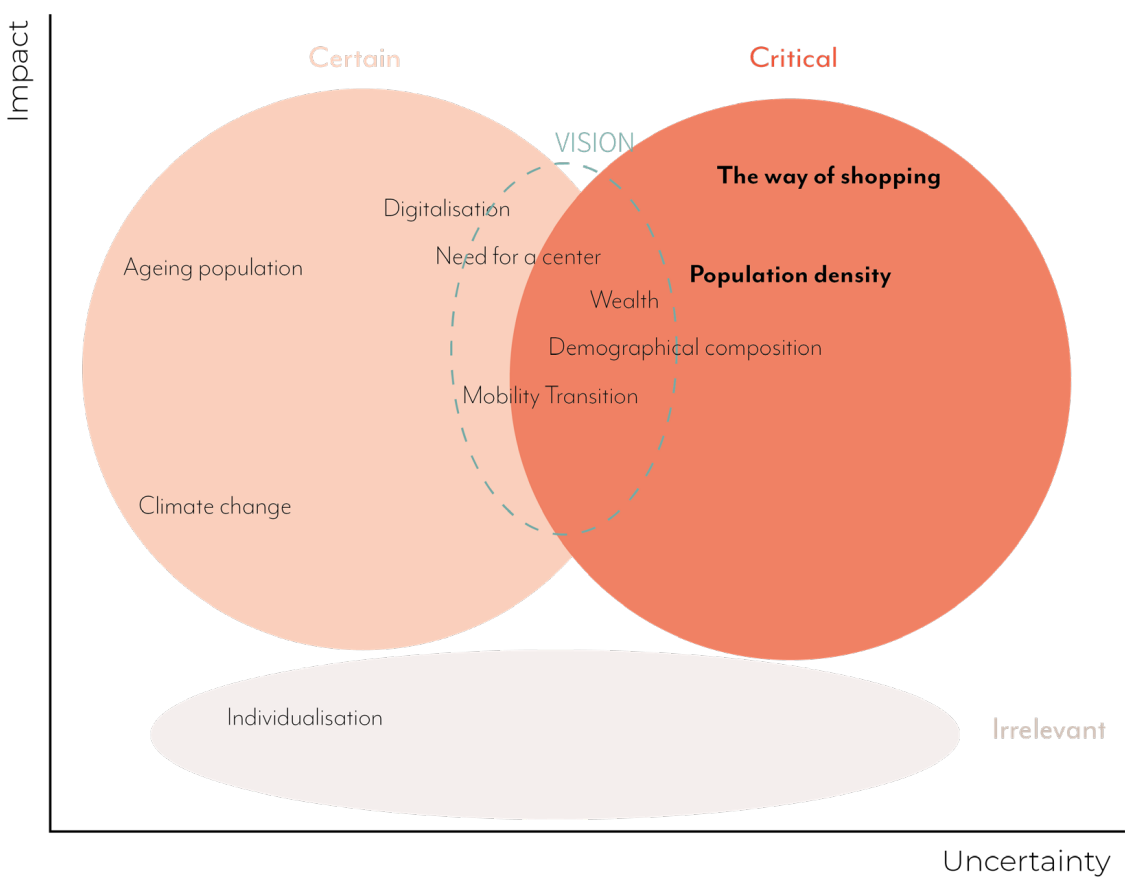 Impact
Certain
Critical
VISION
The way of shopping
Digitalisation
Need for a center
Ageing population
Population density
Wealth
Demographical composition
Mobility Transition
Climate change
Individualisation
Irrelevant
Uncertainty